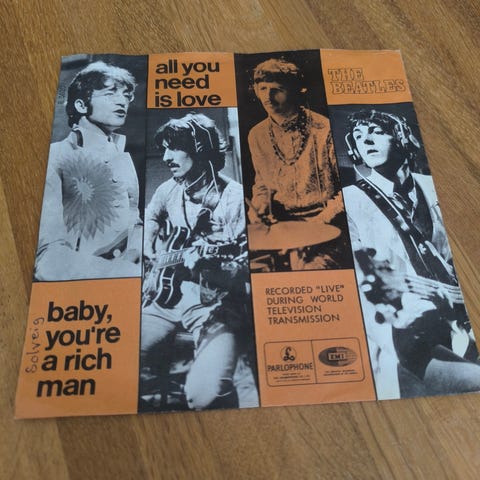 all you
need
is love
THE
BEATLES
baby,
you're
a rich
man
solveig
RECORDED "LIVE"
DURING WORLD
TELEVISION
TRANSMISSION
PARLOPHONE
EMI